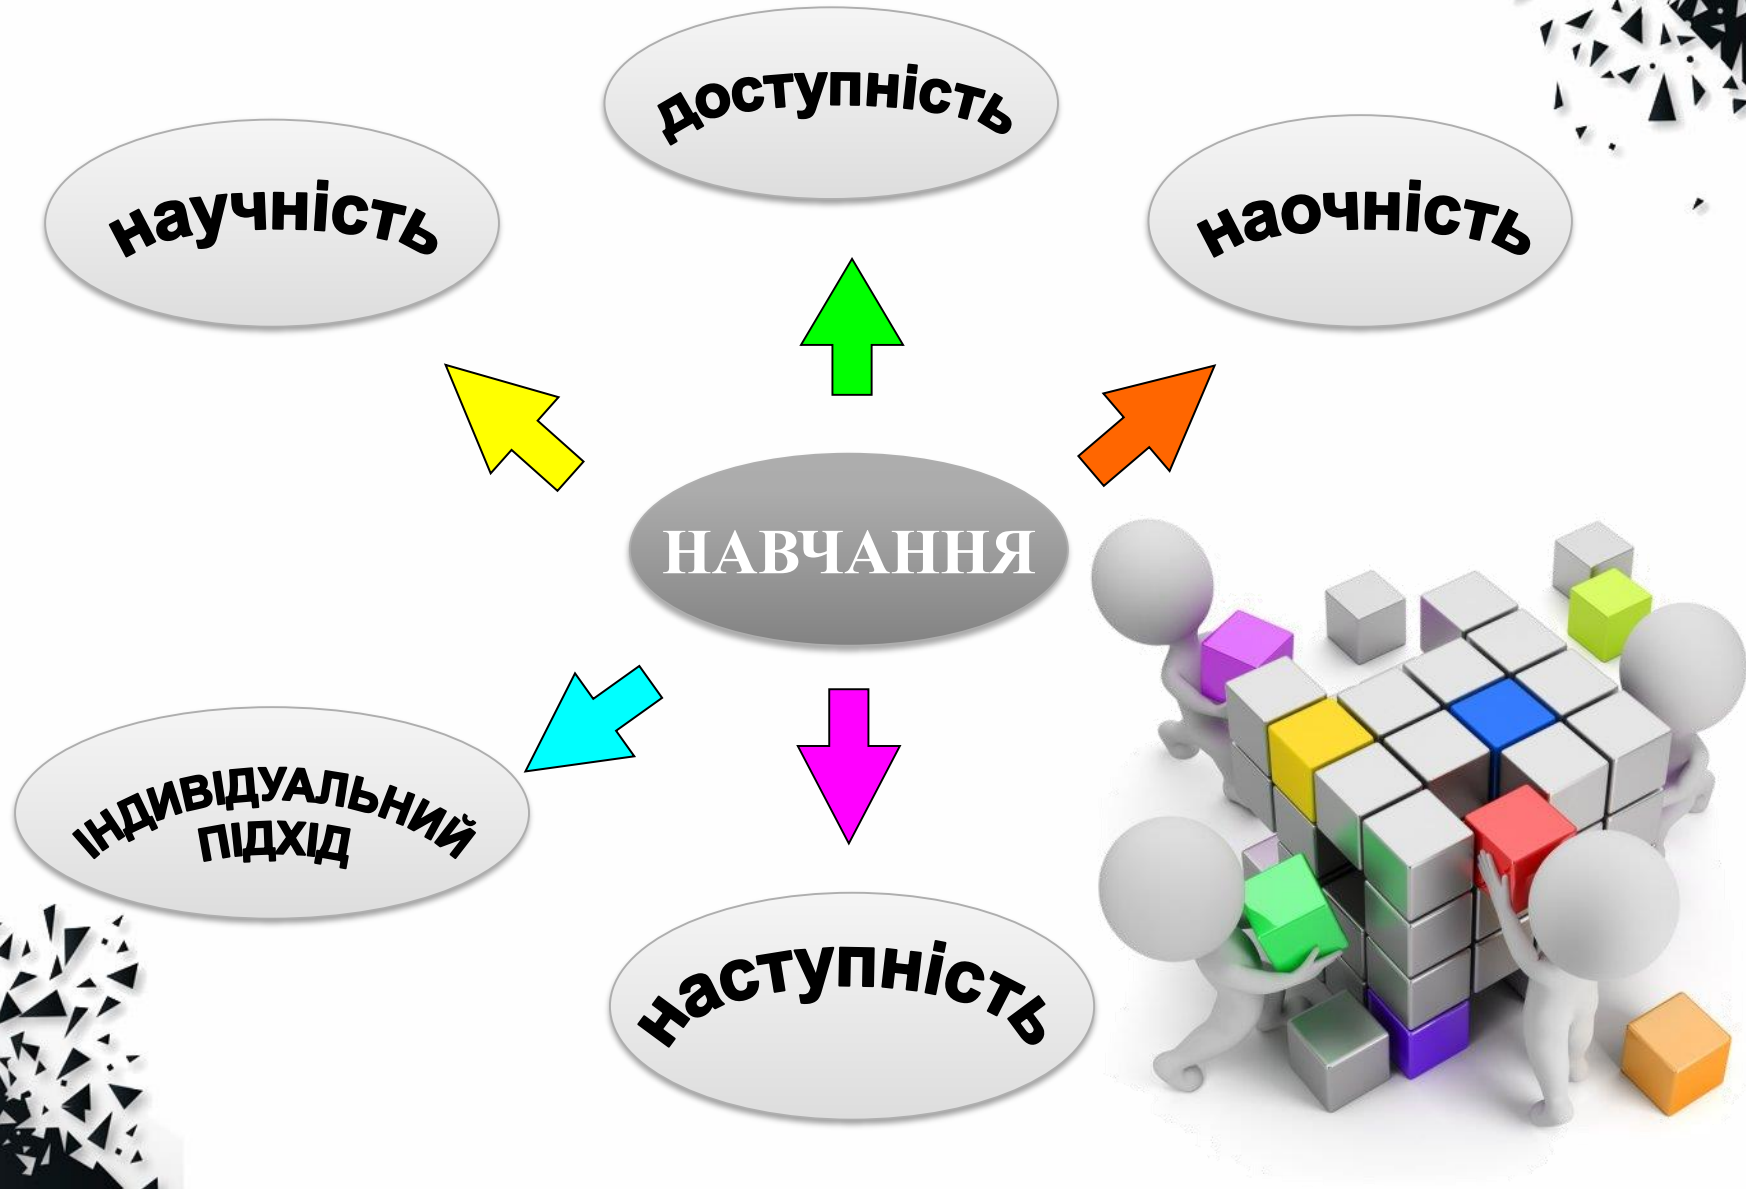 доступність
научність
наочність
НАВЧАННЯ
ІНДИВІДУАЛЬНИЙ
ПІДХІД
наступність